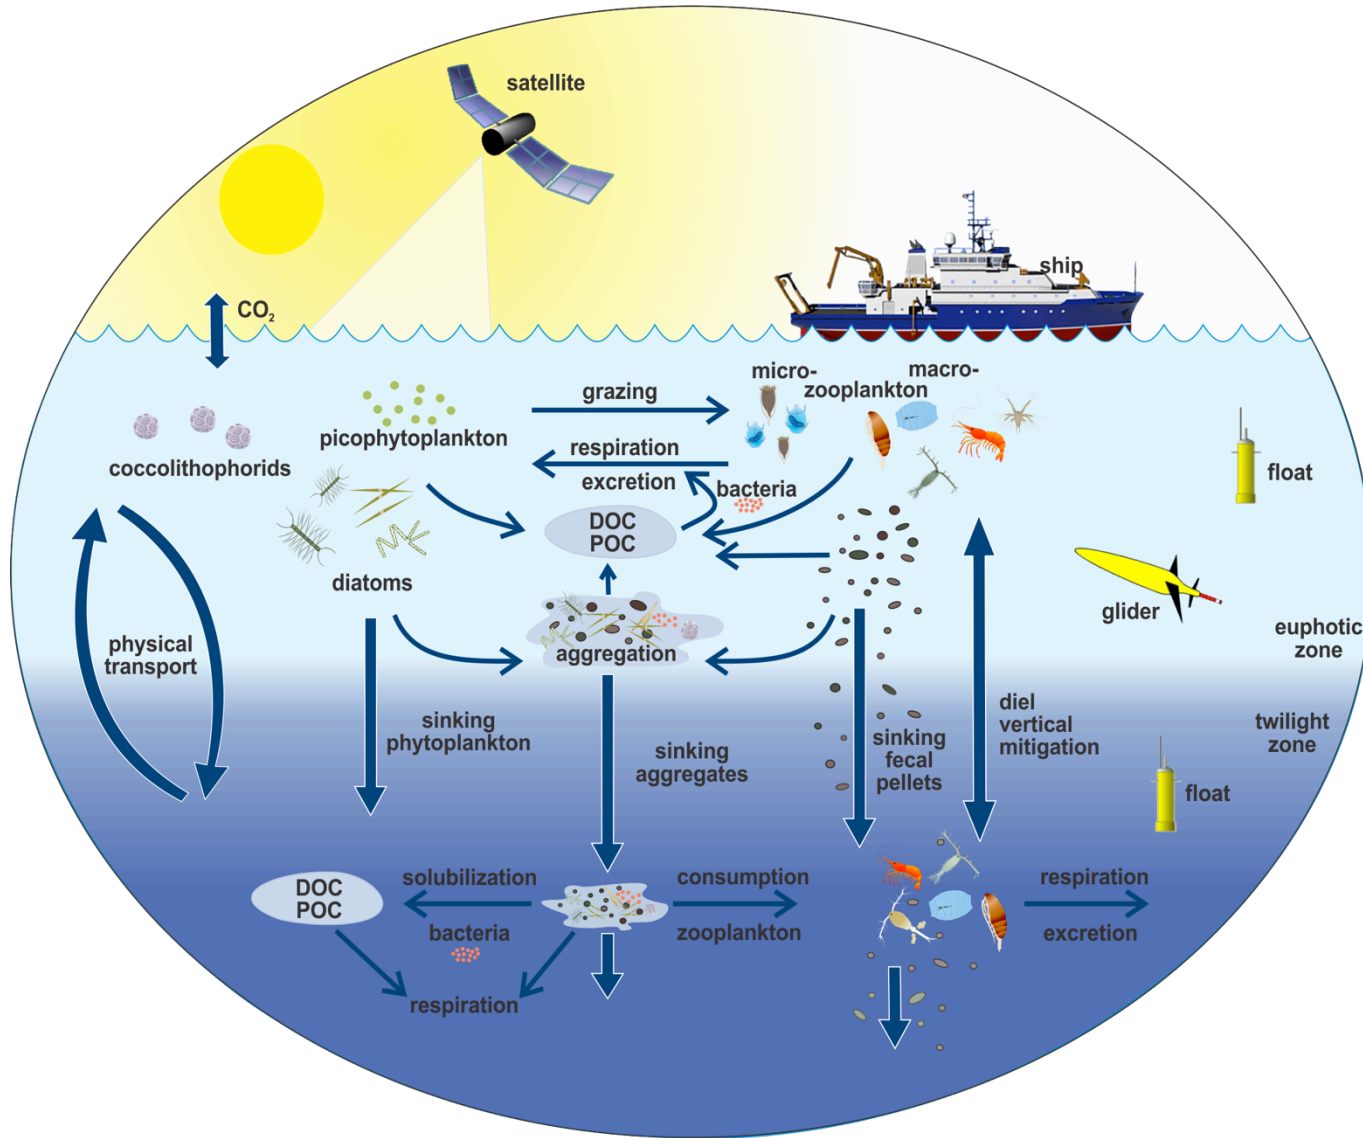 satellite
ship
CO₂
micro-
macro-
zooplankton
grazing
picophytoplankton
coccolithophorids
respiration
excretion
bacteria
float
DOC
POC
diatoms
glider
physical
transport
aggregation
euphotic
zone
sinking
phytoplankton
sinking
aggregates
sinking
fecal
pellets
diel
vertical
mitigation
twilight
zone
float
DOC
POC
solubilization
bacteria
consumption
zooplankton
respiration
excretion
respiration